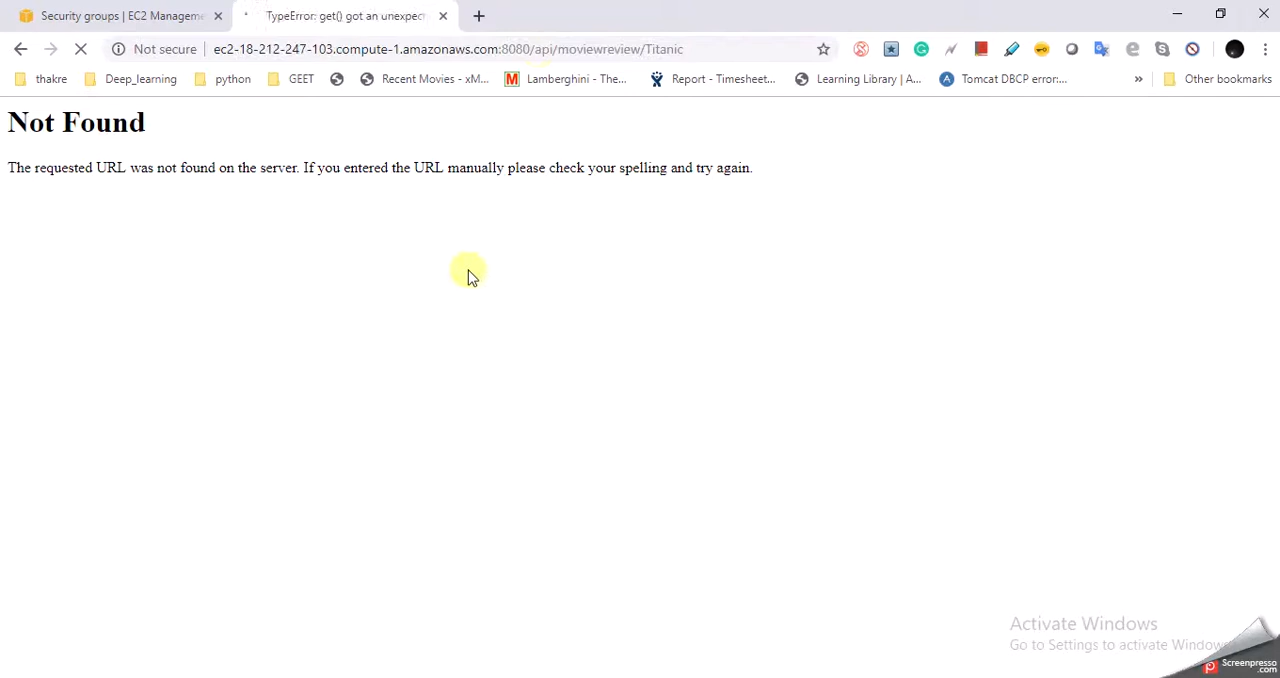 Security groups | EC2 Manageme
TypeError: get() got an unexpec
Not secure
ec2-18-212-247-103.compute-1.amazonaws.com:8080/api/moviereview/Titanic
thakre
Deep_learning
python
GEET
Recent Movies - xM...
Lamberghini - The...
Report - Timesheet...
Learning Library | A...
Tomcat DBCP error:...
Other bookmarks
Not Found
The requested URL was not found on the server. If you entered the URL manually please check your spelling and try again.
Activate Windows
Go to Settings to activate Windows
Screenpresso
.com